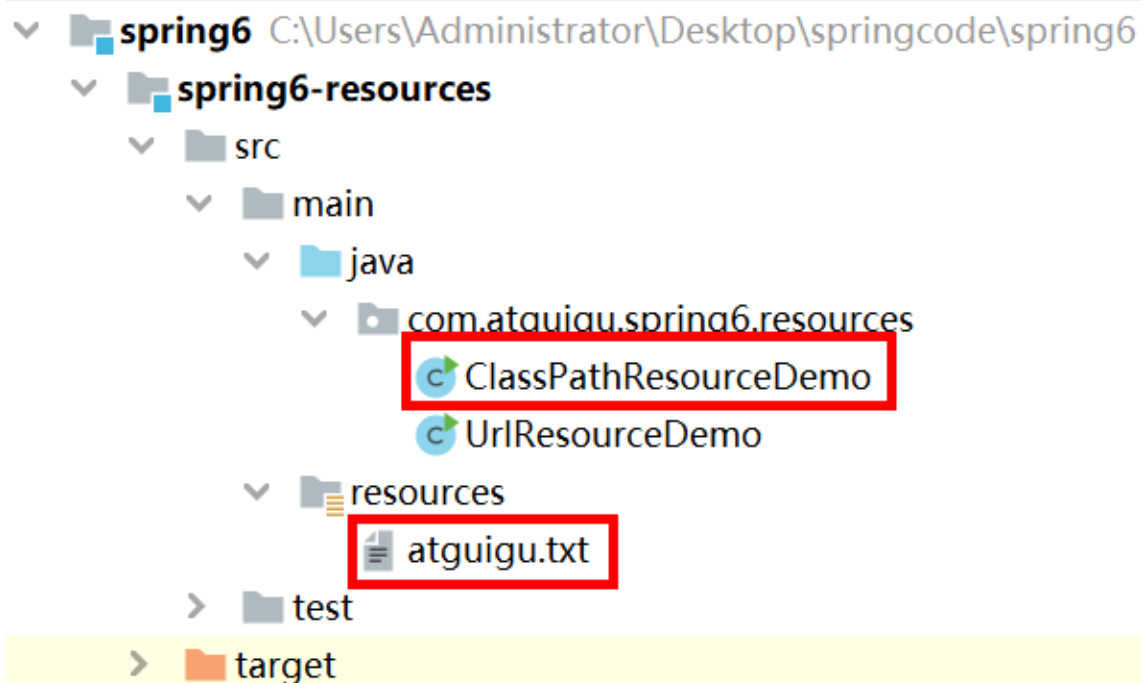 spring6 C:\Users\Administrator\Desktop\springcode\spring6
spring6-resources
src
main
java
com.atguigu.spring6.resources
C ClassPathResourceDemo
C UrlResourceDemo
resources
atguigu.txt
test
target